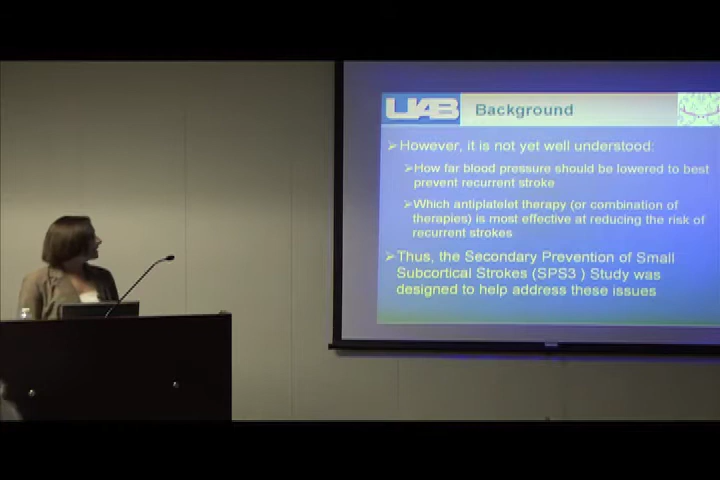 UAB Background
However, it is not yet well understood:
How far blood pressure should be lowered to best
prevent recurrent stroke
Which antiplatelet therapy (or combination of
therapies) is most effective at reducing the risk of
recurrent strokes
Thus, the Secondary Prevention of Small
Subcortical Strokes (SPS3 ) Study was
designed to help address these issues